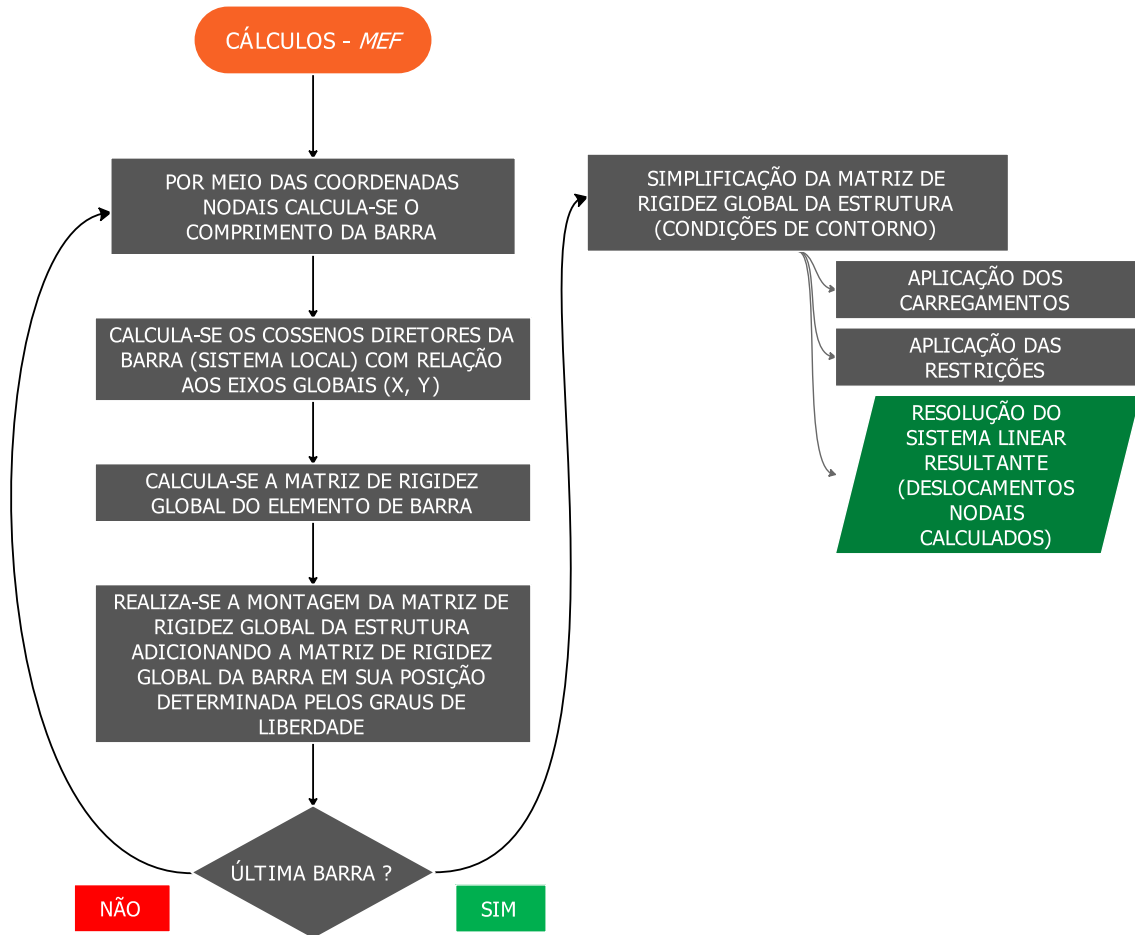 CÁLCULOS - MEF
POR MEIO DAS COORDENADAS
NODAIS CALCULA-SE O
COMPRIMENTO DA BARRA
CALCULA-SE OS COSSENOS DIRETORES DA
BARRA (SISTEMA LOCAL) COM RELAÇÃO
AOS EIXOS GLOBAIS (X, Y)
CALCULA-SE A MATRIZ DE RIGIDEZ
GLOBAL DO ELEMENTO DE BARRA
REALIZA-SE A MONTAGEM DA MATRIZ DE
RIGIDEZ GLOBAL DA ESTRUTURA
ADICIONANDO A MATRIZ DE RIGIDEZ
GLOBAL DA BARRA EM SUA POSIÇÃO
DETERMINADA PELOS GRAUS DE
LIBERDADE
ÚLTIMA BARRA ?
NÃO
SIM
SIMPLIFICAÇÃO DA MATRIZ DE
RIGIDEZ GLOBAL DA ESTRUTURA
(CONDIÇÕES DE CONTORNO)
APLICAÇÃO DOS
CARREGAMENTOS
APLICAÇÃO DAS
RESTRIÇÕES
RESOLUÇÃO DO
SISTEMA LINEAR
RESULTANTE
(DESLOCAMENTOS
NODAIS
CALCULADOS)